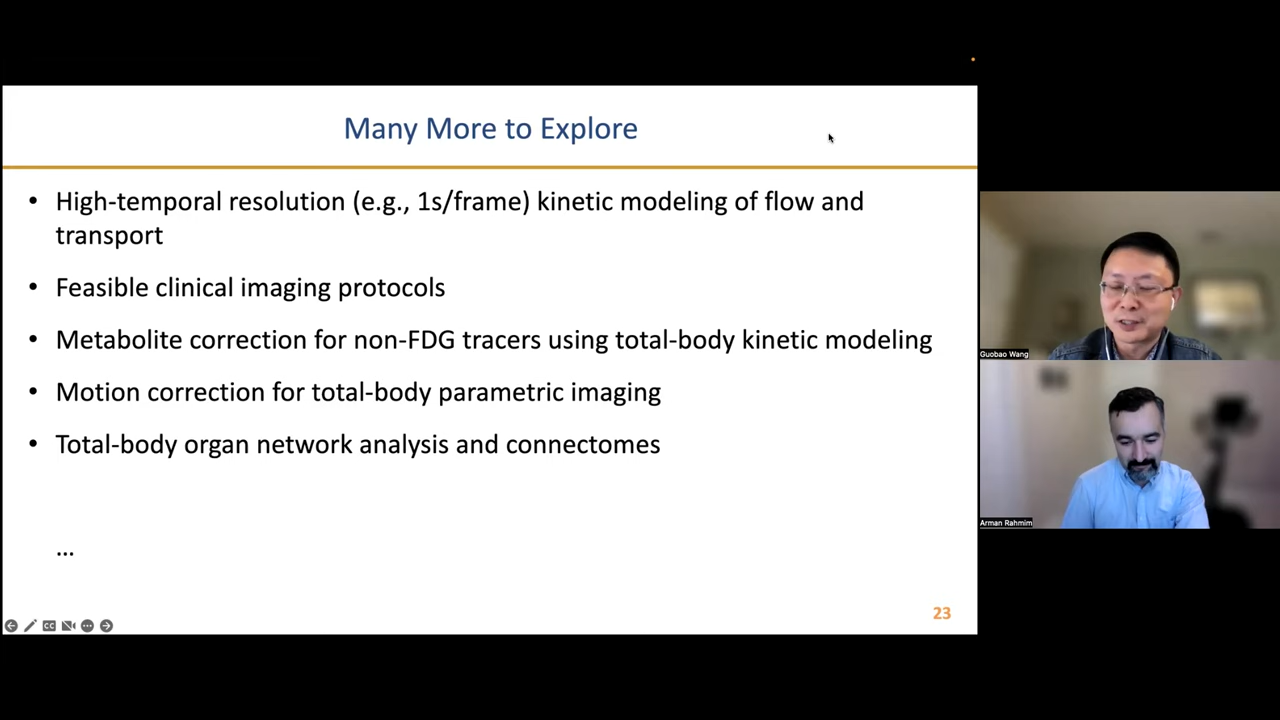 Many More to Explore
• High-temporal resolution (e.g., 1s/frame) kinetic modeling of flow and
transport
• Feasible clinical imaging protocols
• Metabolite correction for non-FDG tracers using total-body kinetic modeling
• Motion correction for total-body parametric imaging
• Total-body organ network analysis and connectomes
...
23
CC
Guobao Wang
Arman Rahmim